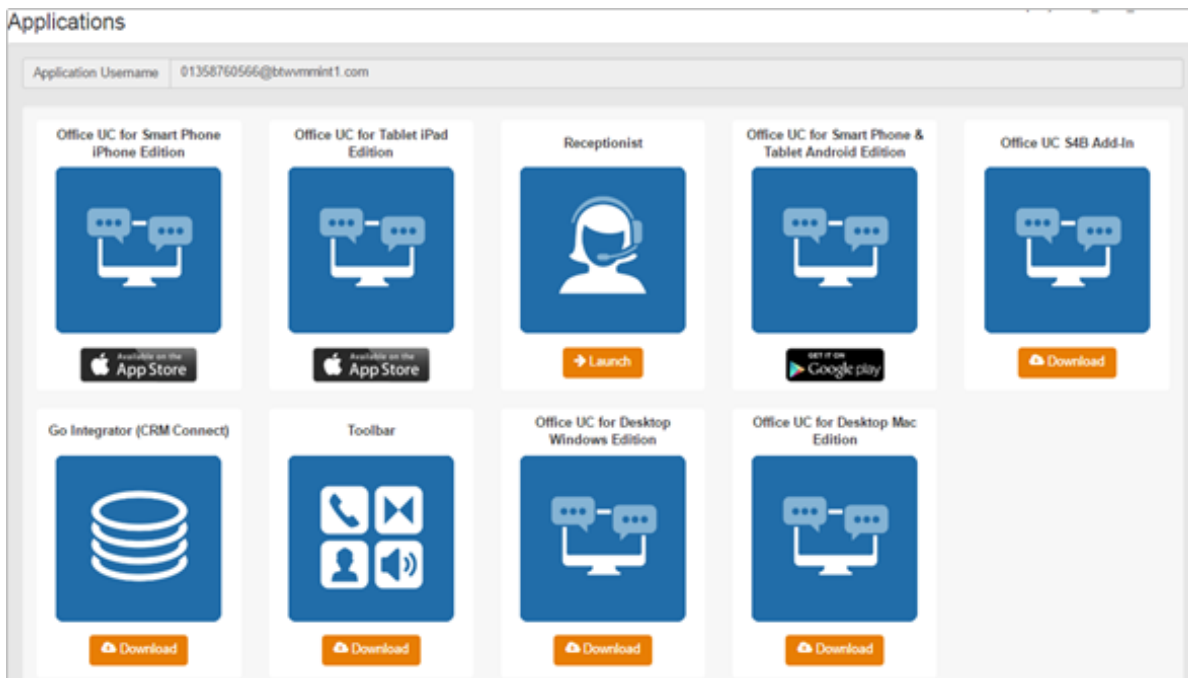 Applications
Application Username 01358760566@btwvmmint1.com
Office UC for Smart Phone
iPhone Edition
Office UC for Tablet iPad
Edition
Receptionist
Office UC for Smart Phone &
Tablet Android Edition
Office UC S4B Add-In
Available on the
App Store
Available on the
App Store
Launch
GET IT ON
Google play
Download
Go Integrator (CRM Connect)
Toolbar
Office UC for Desktop
Windows Edition
Office UC for Desktop Mac
Edition
Download
Download
Download
Download